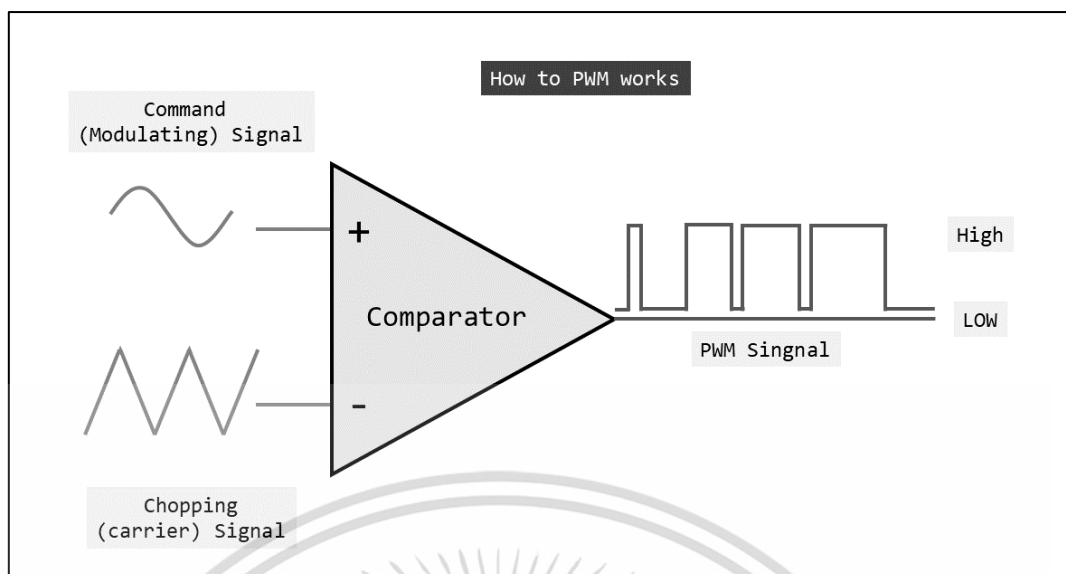 How to PWM works
Command
(Modulating) Signal
+
Comparator
-
High
LOW
PWM Singnal
Chopping
(carrier) Signal